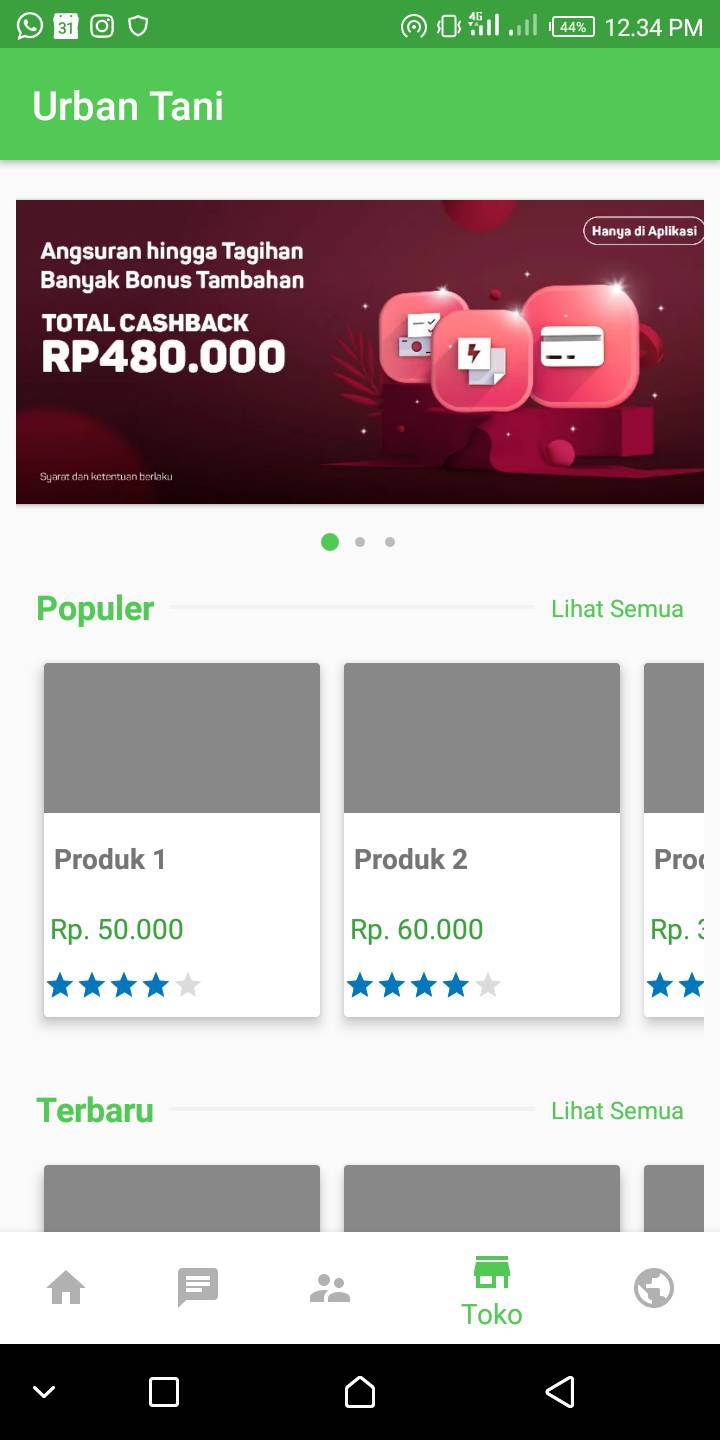 31
4G
44%
12.34 PM
Urban Tani
Hanya di Aplikasi
Angsuran hingga Tagihan
Banyak Bonus Tambahan
TOTAL CASHBACK
RP480.000
Syarat dan ketentuan berlaku
Populer
Lihat Semua
Produk 1
Produk 2
Proc
Rp. 50.000
Rp. 60.000
Rp. 3
Terbaru
Lihat Semua
Toko